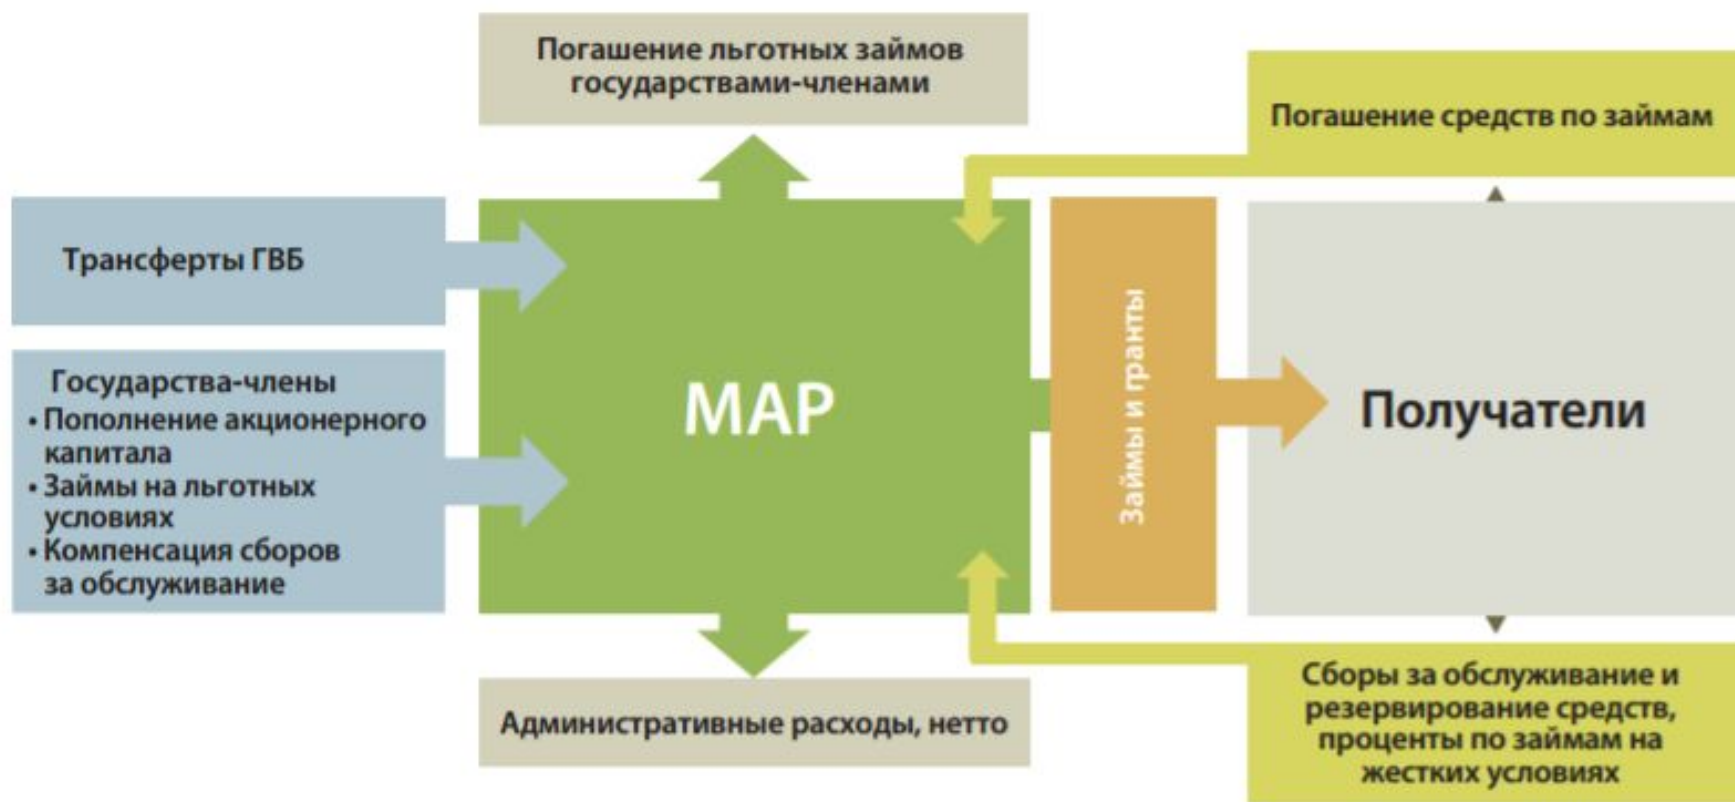 Погашение льготных займов
государствами-членами
Погашение средств по займам
Трансферты ГВБ
Государства-члены
• Пополнение акционерного
капитала
• Займы на льготных
условиях
• Компенсация сборов
за обслуживание
МАР
Займы и гранты
Получатели
Административные расходы, нетто
Сборы за обслуживание и
резервирование средств,
проценты по займам на
жестких условиях